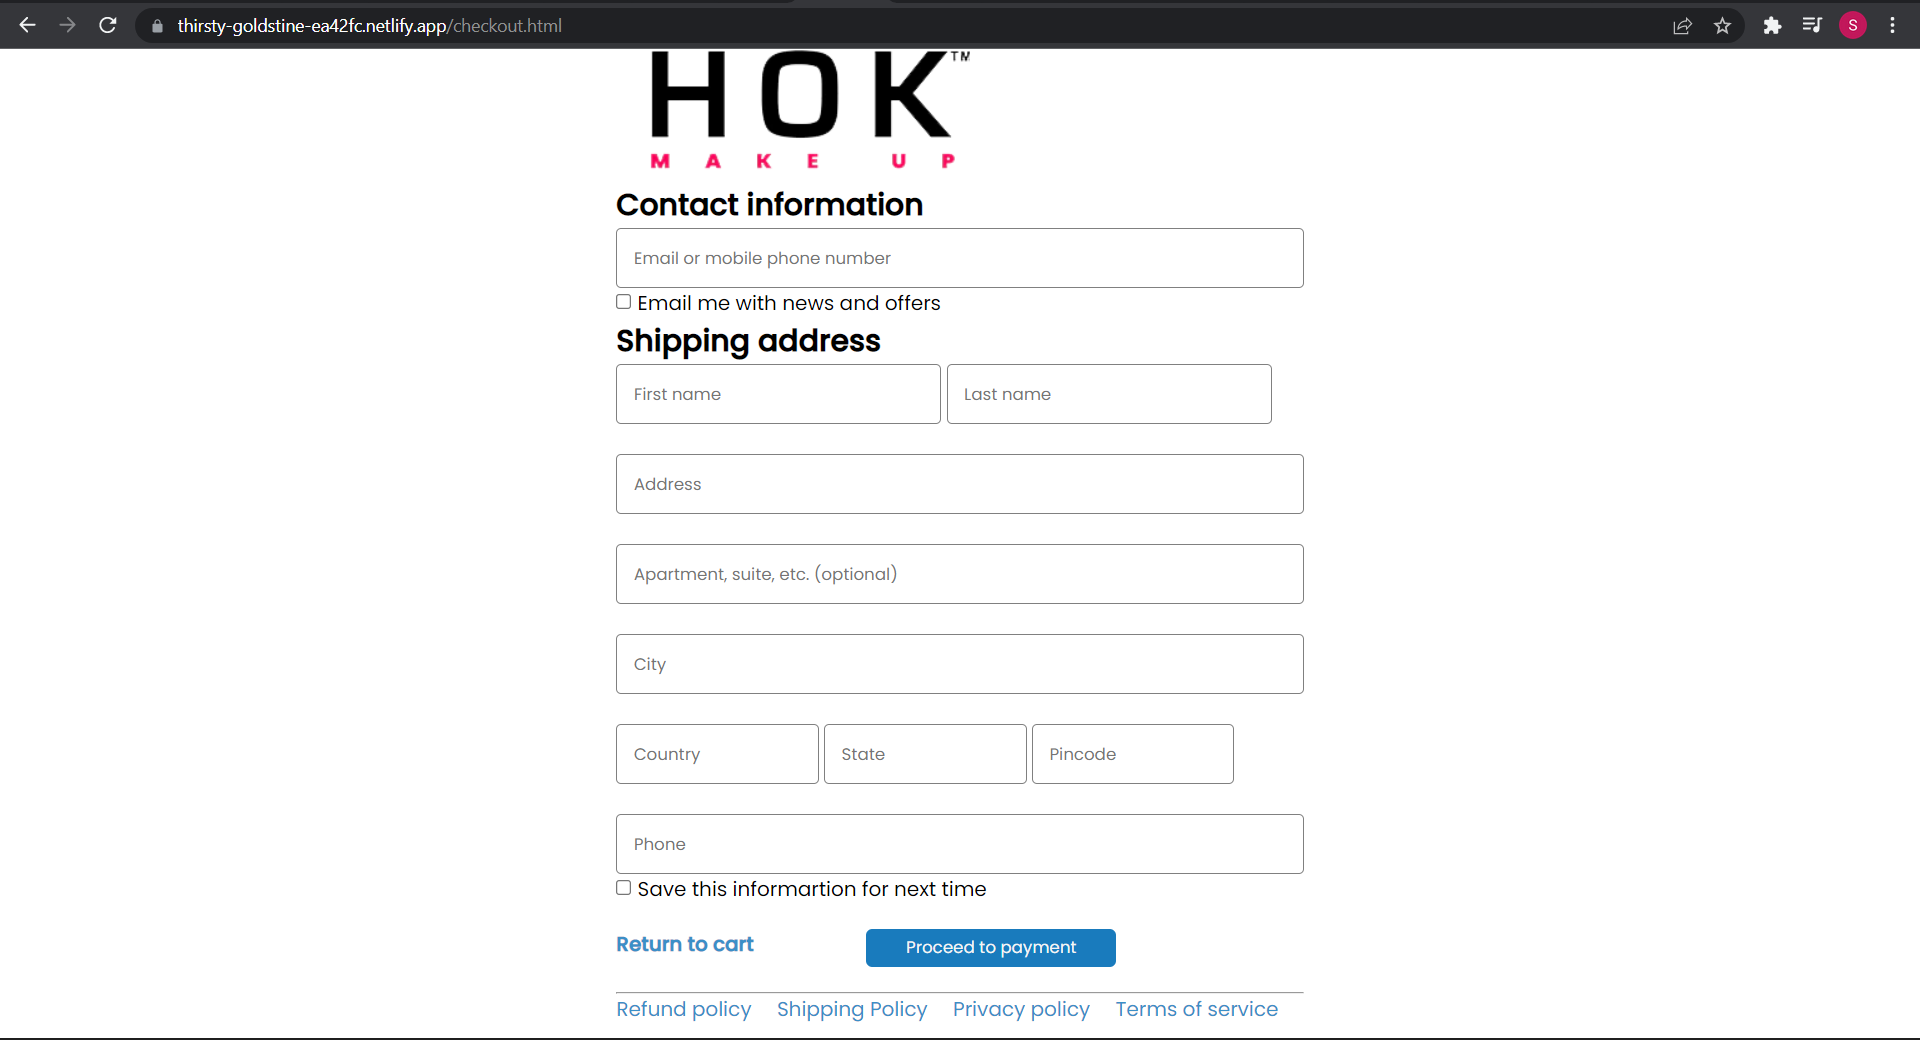 thirsty-goldstine-ea42fc.netlify.app/checkout.html
S
HOK™
MAKE UP
Contact information
Email or mobile phone number
Email me with news and offers
Shipping address
First name Last name
Address
Apartment, suite, etc. (optional)
City
Country State Pincode
Phone
Save this informartion for next time
Return to cart Proceed to payment
Refund policy Shipping Policy Privacy policy Terms of service